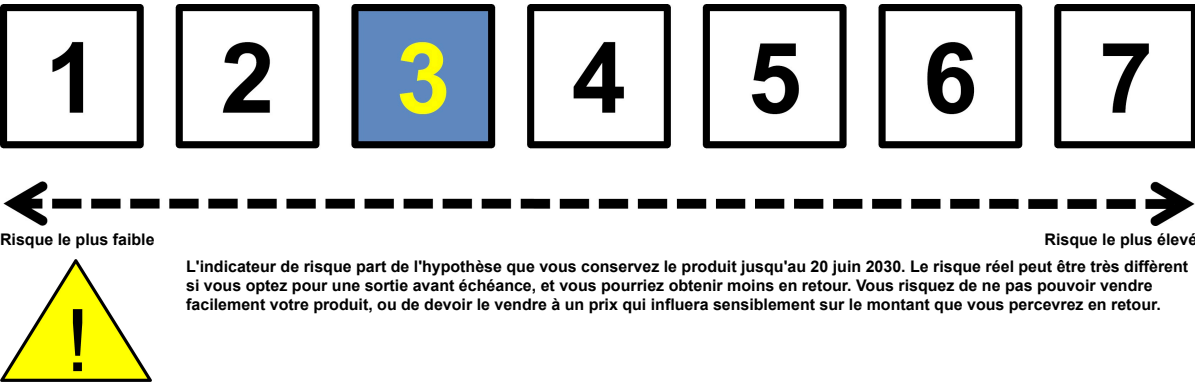 1 2 3 4 5 6 7
Risque le plus faible Risque le plus élevé
L'indicateur de risque part de l'hypothèse que vous conservez le produit jusqu'au 20 juin 2030. Le risque réel peut être très diffèrent
si vous optez pour une sortie avant échéance, et vous pourriez obtenir moins en retour. Vous risquez de ne pas pouvoir vendre
facilement votre produit, ou de devoir le vendre à un prix qui influera sensiblement sur le montant que vous percevrez en retour.
!